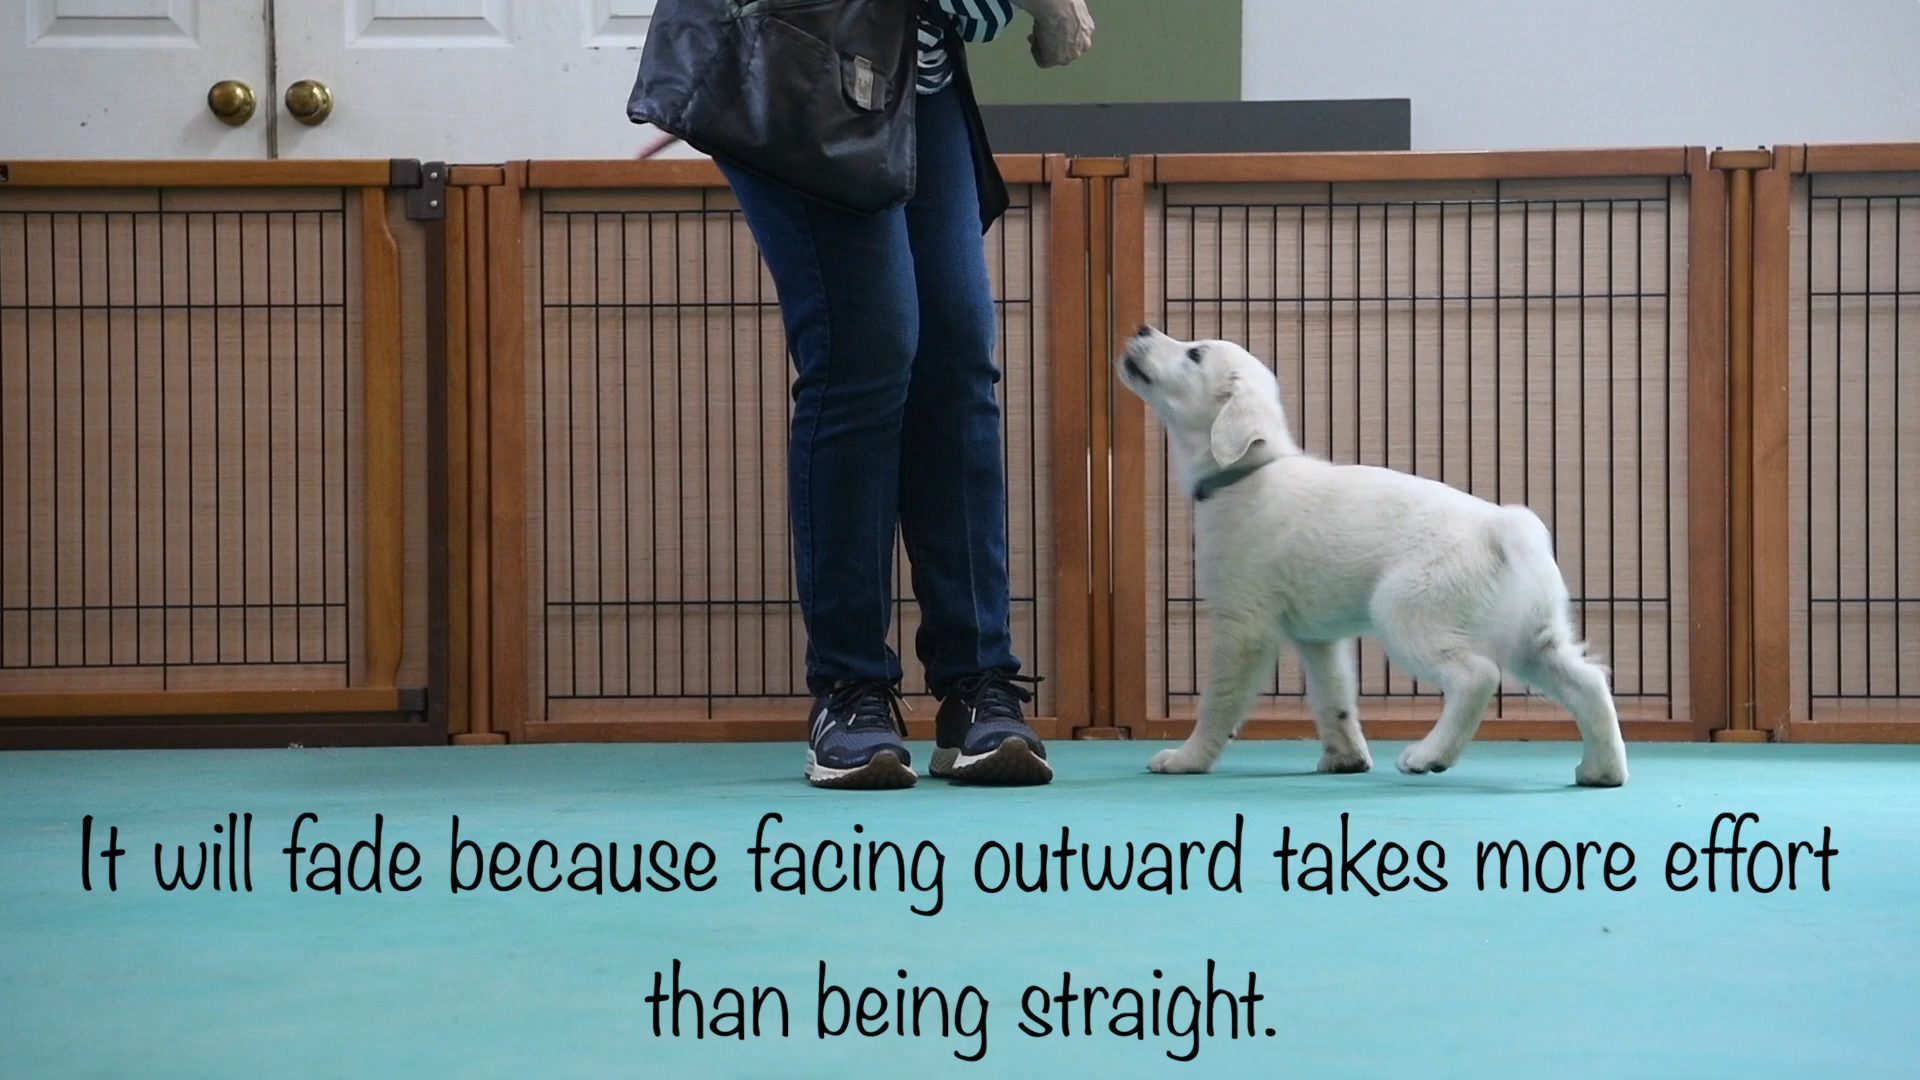 It will fade because facing outward takes more effort
than being straight.